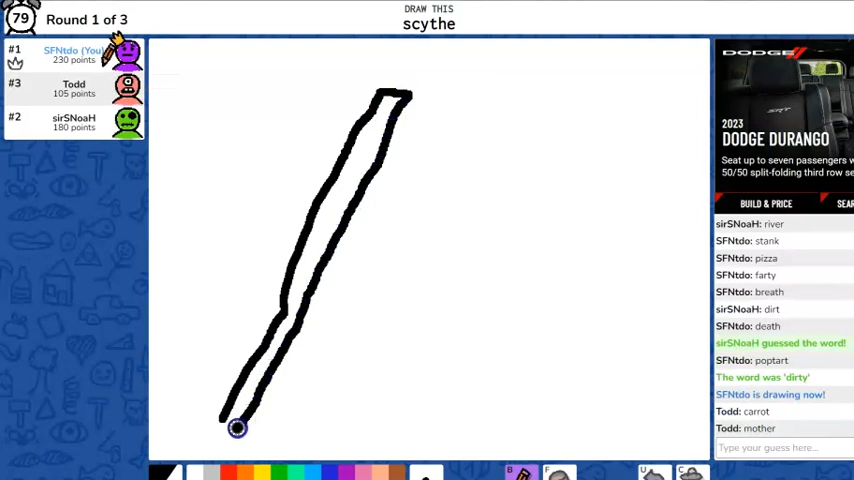 79
Round 1 of 3
DRAW THIS
scythe
#1
SFNtdo (You)
230 points
#3
Todd
105 points
#2
sirSNoaH
180 points
DODGE
SRT
2023
DODGE DURANGO
Seat up to seven passengers w
50/50 split-folding third row se
BUILD & PRICE
SEAR
sirSNoaH: river
SFNtdo: stank
SFNtdo: pizza
SFNtdo: farty
SFNtdo: breath
sirSNoaH: dirt
SFNtdo: death
sirSNoaH guessed the word!
SFNtdo: poptart
The word was 'dirty'
SFNtdo is drawing now!
Todd: carrot
Todd: mother
Type your guess here...
B
F
U
C